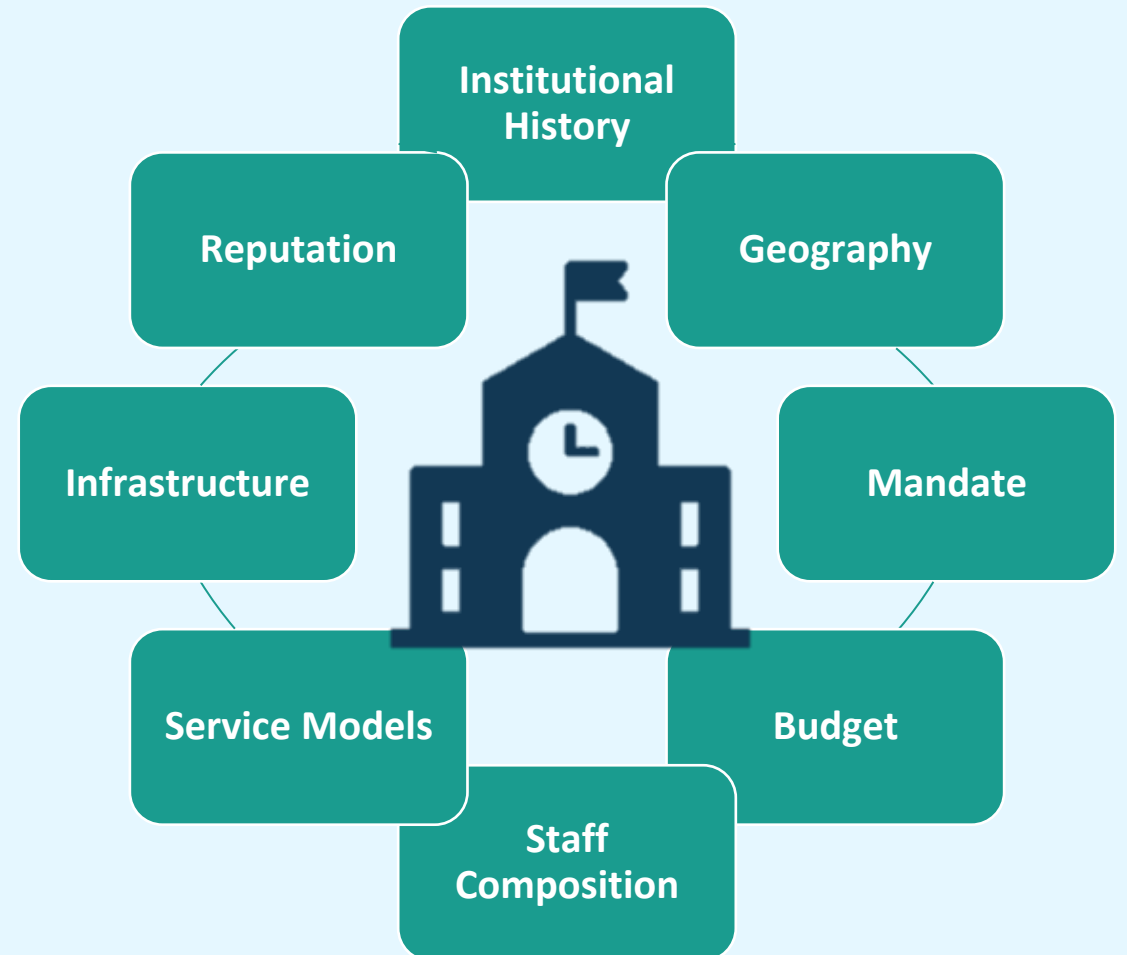 Institutional
History
Reputation
Geography
Infrastructure
Mandate
Service Models
Budget
Staff
Composition